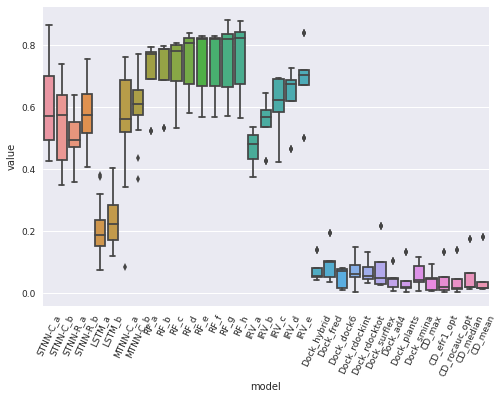 0.8
0.6
0.4
0.2
0.0
value
STNN-C_a
STNN-C_b
STNN-R_a
STNN-R_b
LSTM_a
LSTM_b
MTNN-C_a
MTNN-C_b
RF_a
RF_b
RF_c
RF_d
RF_e
RF_f
RF_g
RF_h
IRV_a
IRV_b
IRV_c
IRV_d
IRV_e
Dock_hybrid
Dock_fred
Dock_dock6
Dock_rdockint
Dock_rdocktot
Dock_surflex
Dock_ad4
Dock_plants
Dock_smina
CD_max
CD_efr1_opt
CD_rocauc_opt
CD_median
CD_mean
model